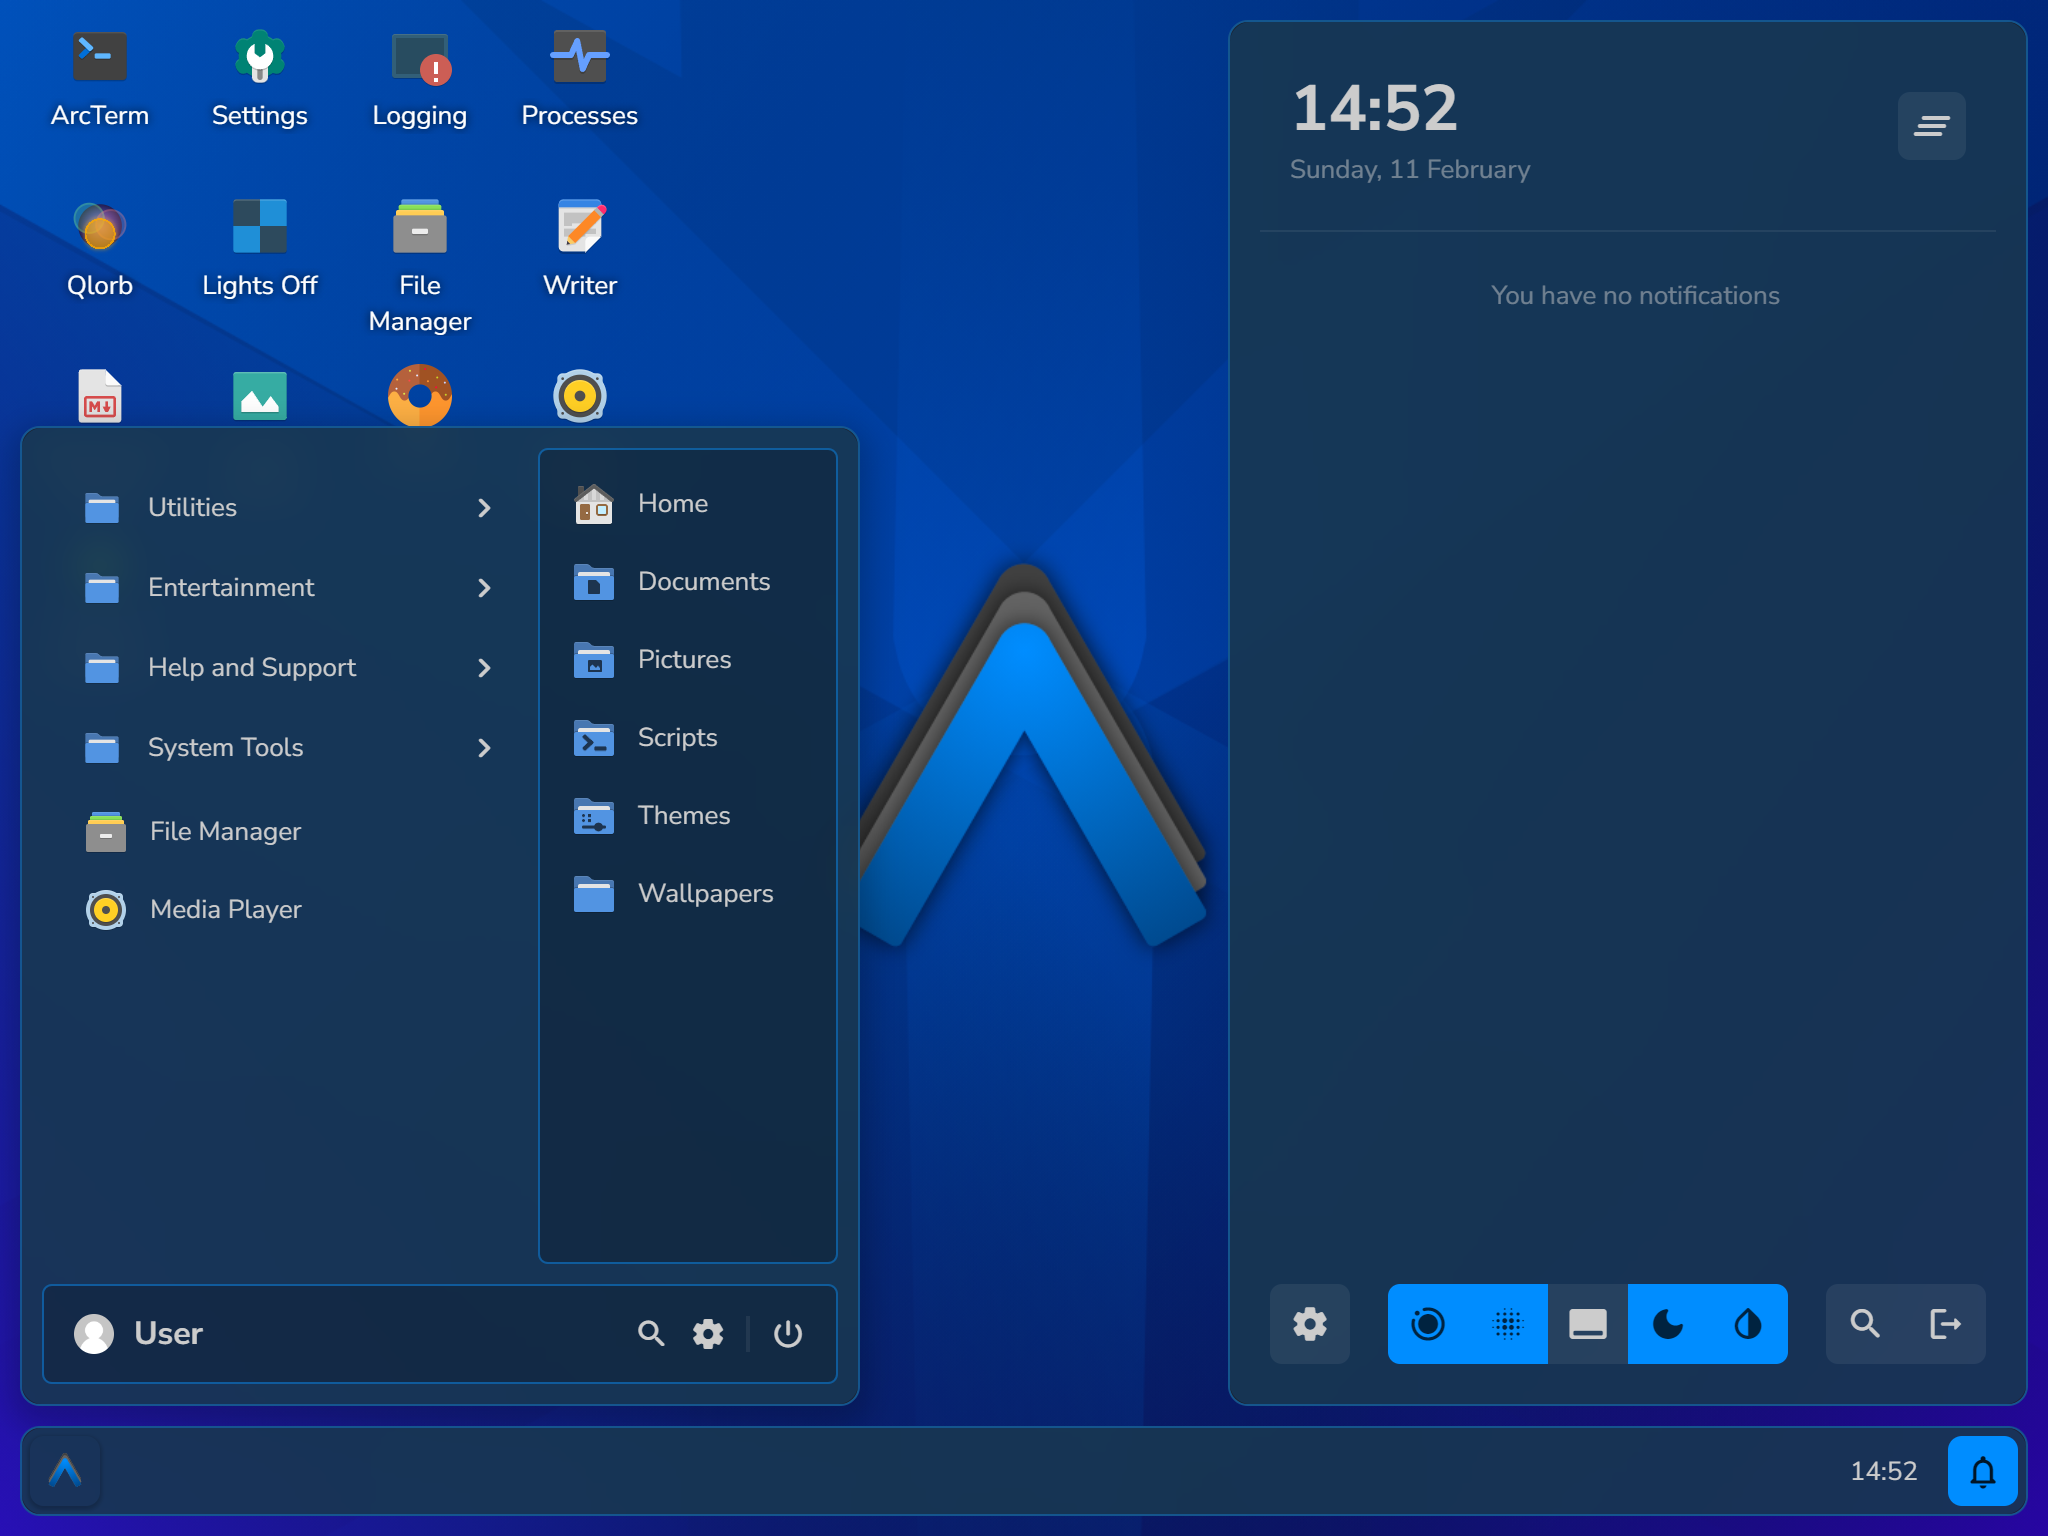 ArcTerm
Settings
Logging
Processes
Qlorb
Lights Off
File
Manager
Writer
M
Utilities
Entertainment
Help and Support
System Tools
File Manager
Media Player
Home
Documents
Pictures
Scripts
Themes
Wallpapers
User
14:52
Sunday, 11 February
You have no notifications
14:52